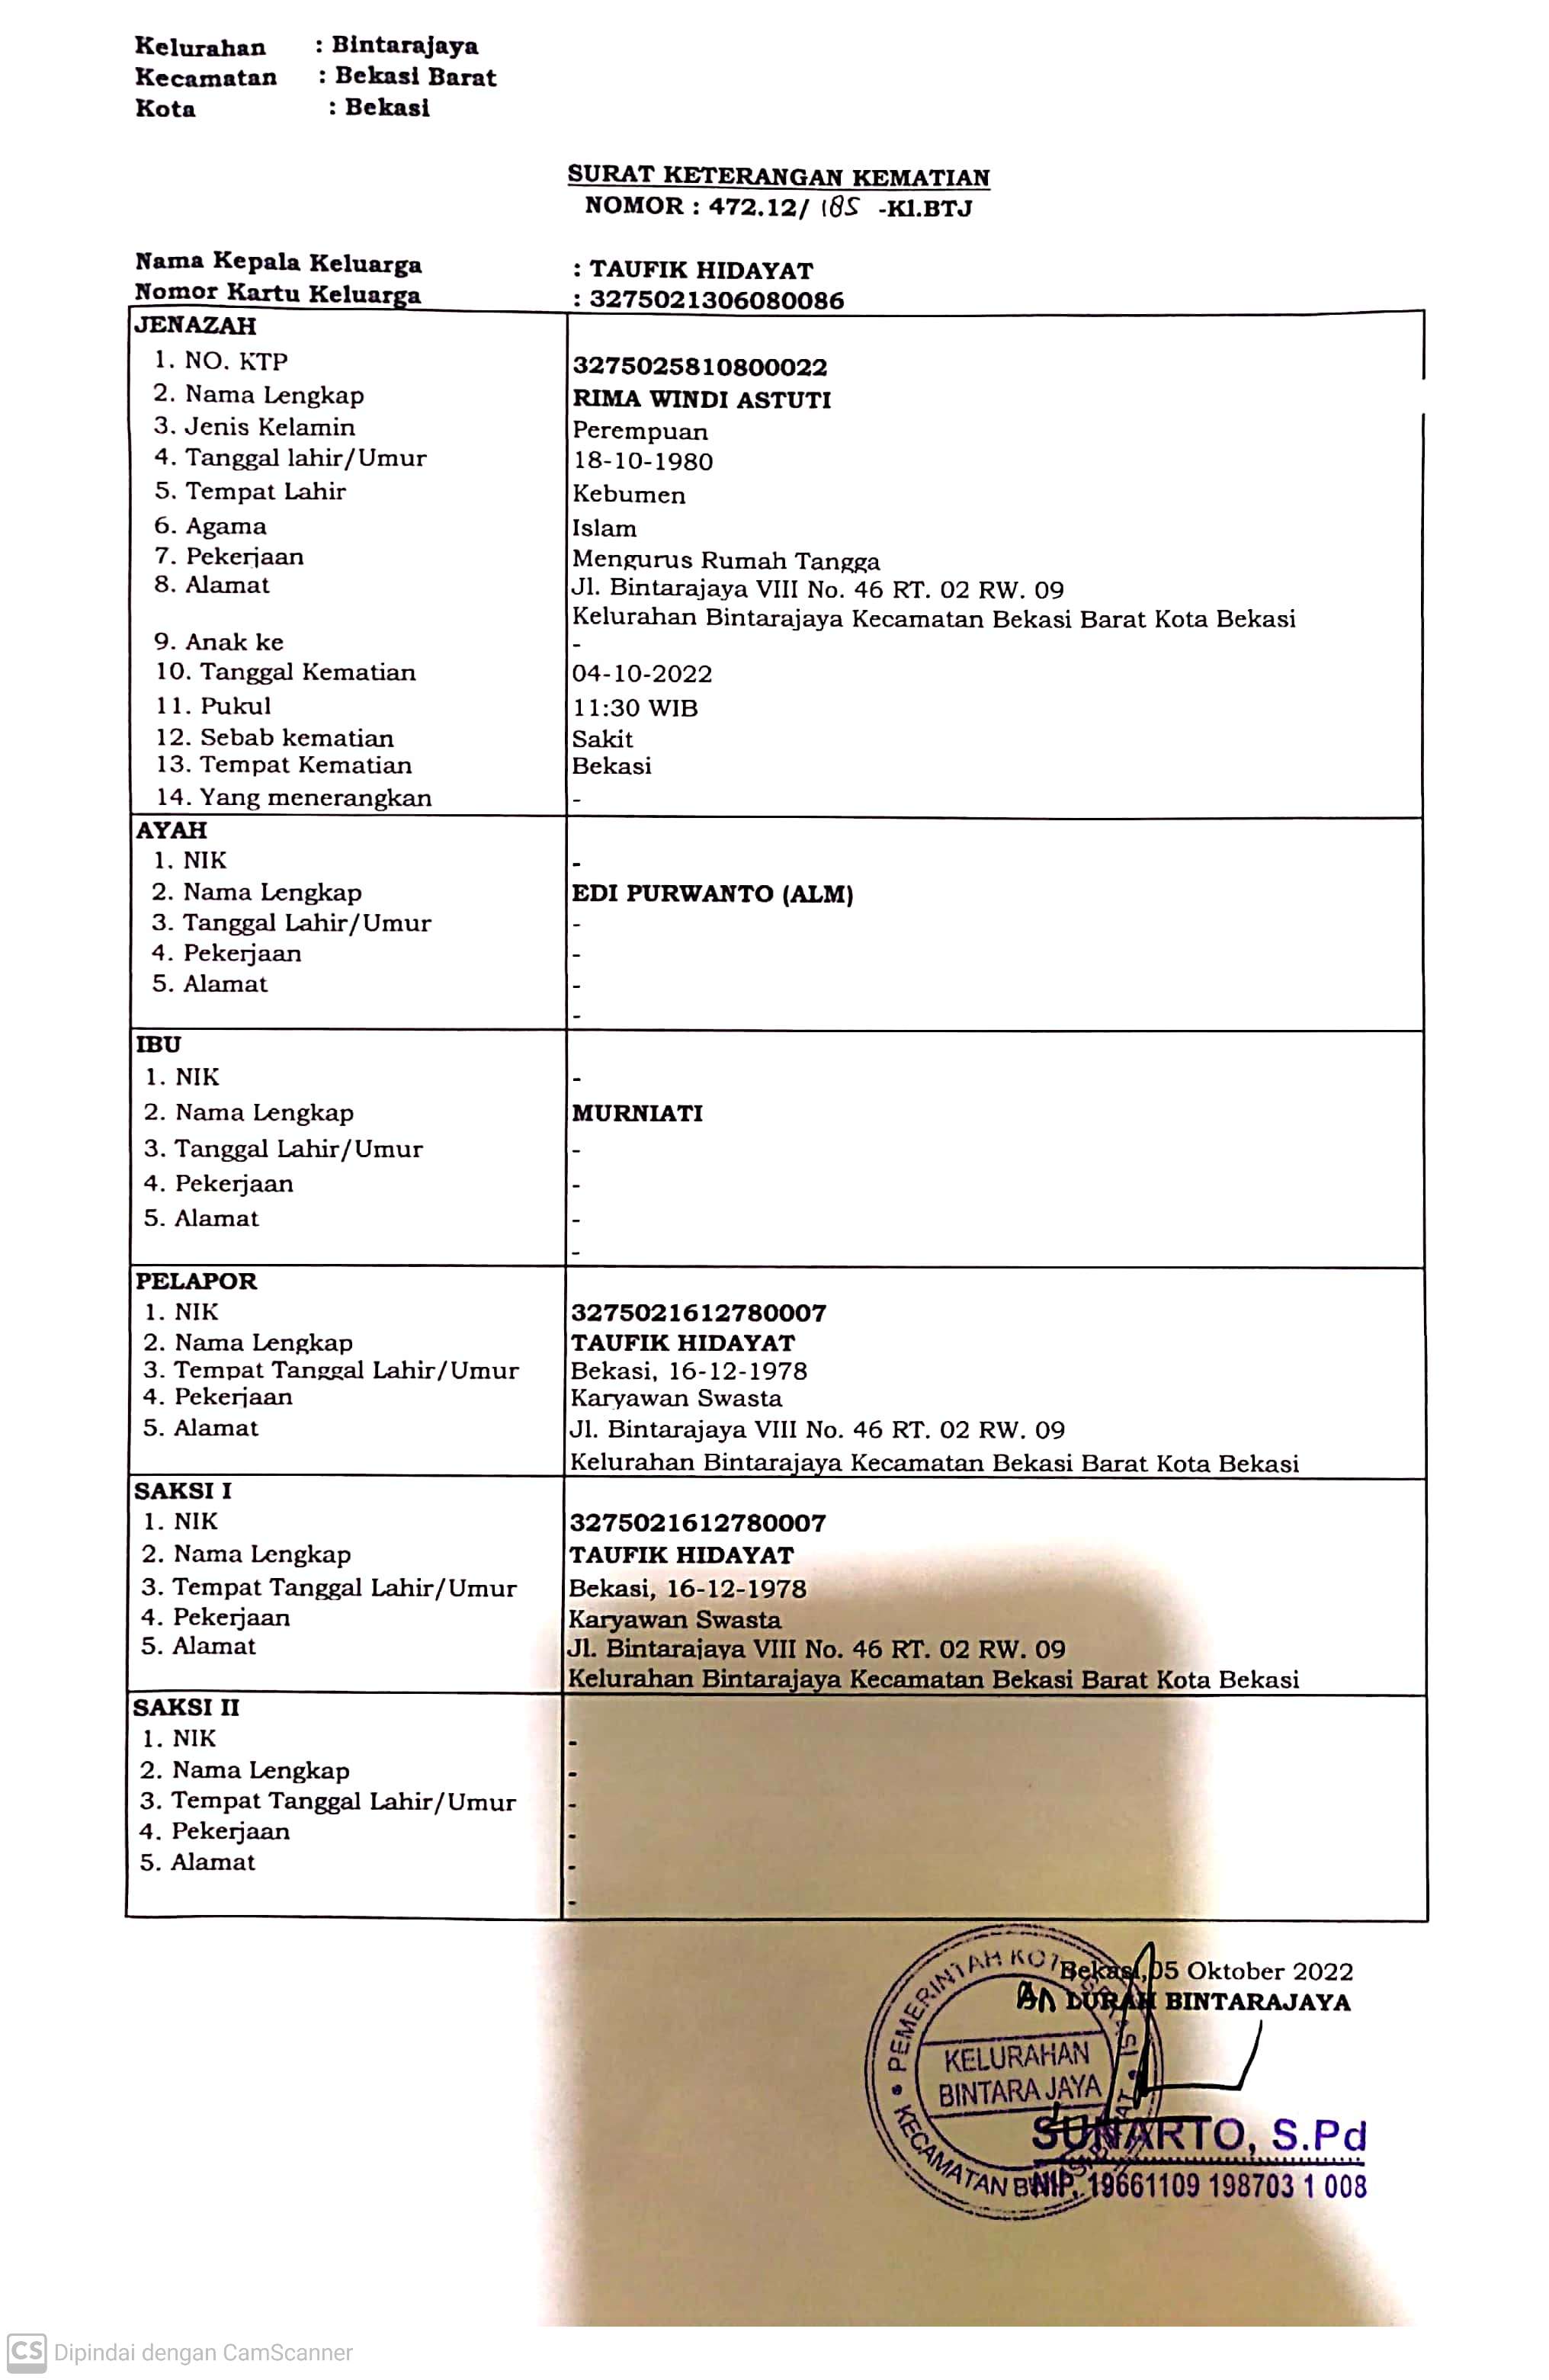 Kelurahan : Bintarajaya
Kecamatan : Bekasi Barat
Kota : Bekasi
SURAT KETERANGAN KEMATIAN
NOMOR : 472.12/ 185 -Kl.BTJ
Nama Kepala Keluarga : TAUFIK HIDAYAT
Nomor Kartu Keluarga : 3275021306080086
JENAZAH
1. NO. KTP 3275025810800022
2. Nama Lengkap RIMA WINDI ASTUTI
3. Jenis Kelamin Perempuan
4. Tanggal lahir/Umur 18-10-1980
5. Tempat Lahir Kebumen
6. Agama Islam
7. Pekerjaan Mengurus Rumah Tangga
8. Alamat Jl. Bintarajaya VIII No. 46 RT. 02 RW. 09
Kelurahan Bintarajaya Kecamatan Bekasi Barat Kota Bekasi
9. Anak ke -
10. Tanggal Kematian 04-10-2022
11. Pukul 11:30 WIB
12. Sebab kematian Sakit
13. Tempat Kematian Bekasi
14. Yang menerangkan -
AYAH
1. NIK -
2. Nama Lengkap EDI PURWANTO (ALM)
3. Tanggal Lahir/Umur -
4. Pekerjaan -
5. Alamat -
-
IBU
1. NIK -
2. Nama Lengkap MURNIATI
3. Tanggal Lahir/Umur -
4. Pekerjaan -
5. Alamat -
-
PELAPOR
1. NIK 3275021612780007
2. Nama Lengkap TAUFIK HIDAYAT
3. Tempat Tanggal Lahir/Umur Bekasi, 16-12-1978
4. Pekerjaan Karyawan Swasta
5. Alamat Jl. Bintarajaya VIII No. 46 RT. 02 RW. 09
Kelurahan Bintarajaya Kecamatan Bekasi Barat Kota Bekasi
SAKSI I
1. NIK 3275021612780007
2. Nama Lengkap TAUFIK HIDAYAT
3. Tempat Tanggal Lahir/Umur Bekasi, 16-12-1978
4. Pekerjaan Karyawan Swasta
5. Alamat Jl. Bintarajaya VIII No. 46 RT. 02 RW. 09
Kelurahan Bintarajaya Kecamatan Bekasi Barat Kota Bekasi
SAKSI II
1. NIK -
2. Nama Lengkap -
3. Tempat Tanggal Lahir/Umur -
4. Pekerjaan -
5. Alamat -
-
Bekasi, 05 Oktober 2022
An LURAH BINTARAJAYA
PEMERINTAH KOTA BEKASI
KELURAHAN
BINTARA JAYA
KECAMATAN
SUNARTO, S.Pd
NIP. 19661109 198703 1 008
CS Dipindai dengan CamScanner